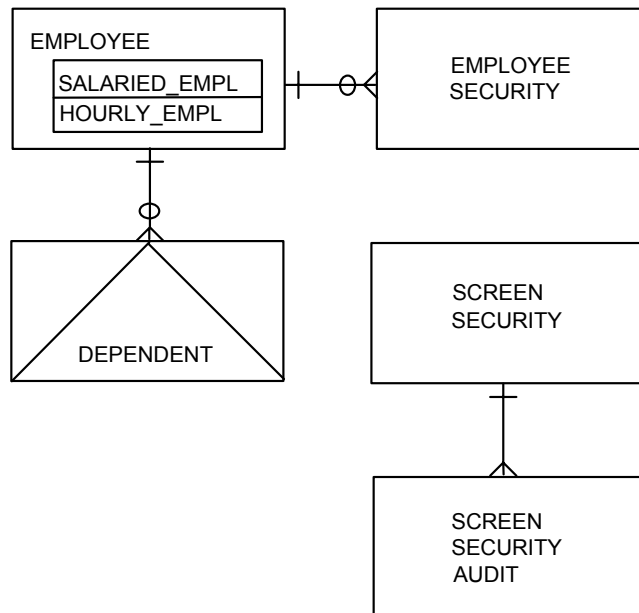 EMPLOYEE
SALARIED_EMPL
HOURLY_EMPL
EMPLOYEE
SECURITY
DEPENDENT
SCREEN
SECURITY
SCREEN
SECURITY
AUDIT